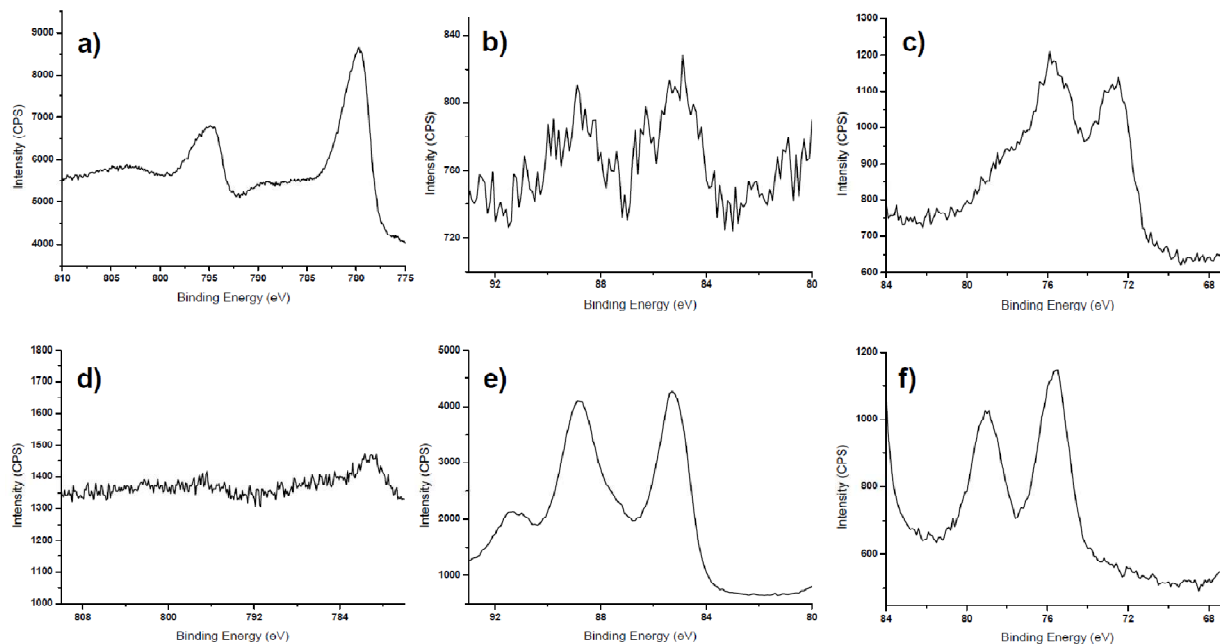 a)
9000
8000
7000
6000
5000
4000
Intensity (CPS)
810 805 800 795 790 785 780 775
Binding Energy (eV)
b)
840
800
760
720
Intensity (CPS)
92 88 84 80
Binding Energy (eV)
c)
1300
1200
1100
1000
900
800
700
600
Intensity (CPS)
84 80 76 72 68
Binding Energy (eV)
d)
1800
1700
1600
1500
1400
1300
1200
1100
1000
Intensity (CPS)
808 800 792 784
Binding Energy (eV)
e)
5000
4000
3000
2000
1000
Intensity (CPS)
92 88 84 80
Binding Energy (eV)
f)
1200
1000
800
600
Intensity (CPS)
84 80 76 72 68
Binding Energy (eV)